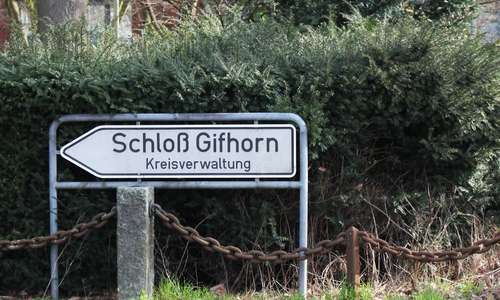 Schloß Gifhorn
Kreisverwaltung